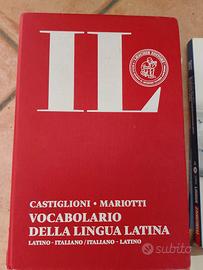 IL
CASTIGLIONI • MARIOTTI
VOCABOLARIO
DELLA LINGUA LATINA
LATINO - ITALIANO / ITALIANO - LATINO
subito